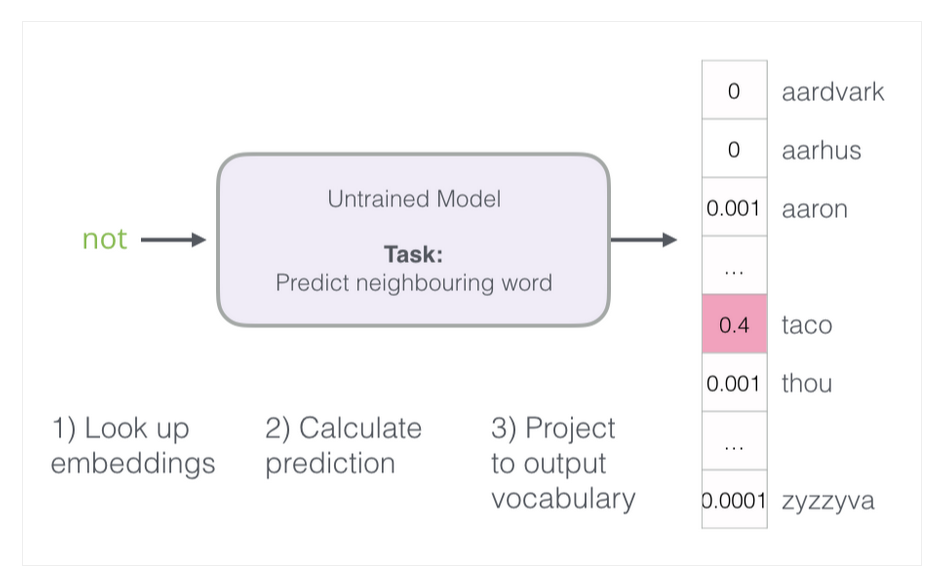 not
Untrained Model
Task:
Predict neighbouring word
0 aardvark
0 aarhus
0.001 aaron
...
0.4 taco
0.001 thou
...
0.0001 zyzzyva
1) Look up
embeddings
2) Calculate
prediction
3) Project
to output
vocabulary